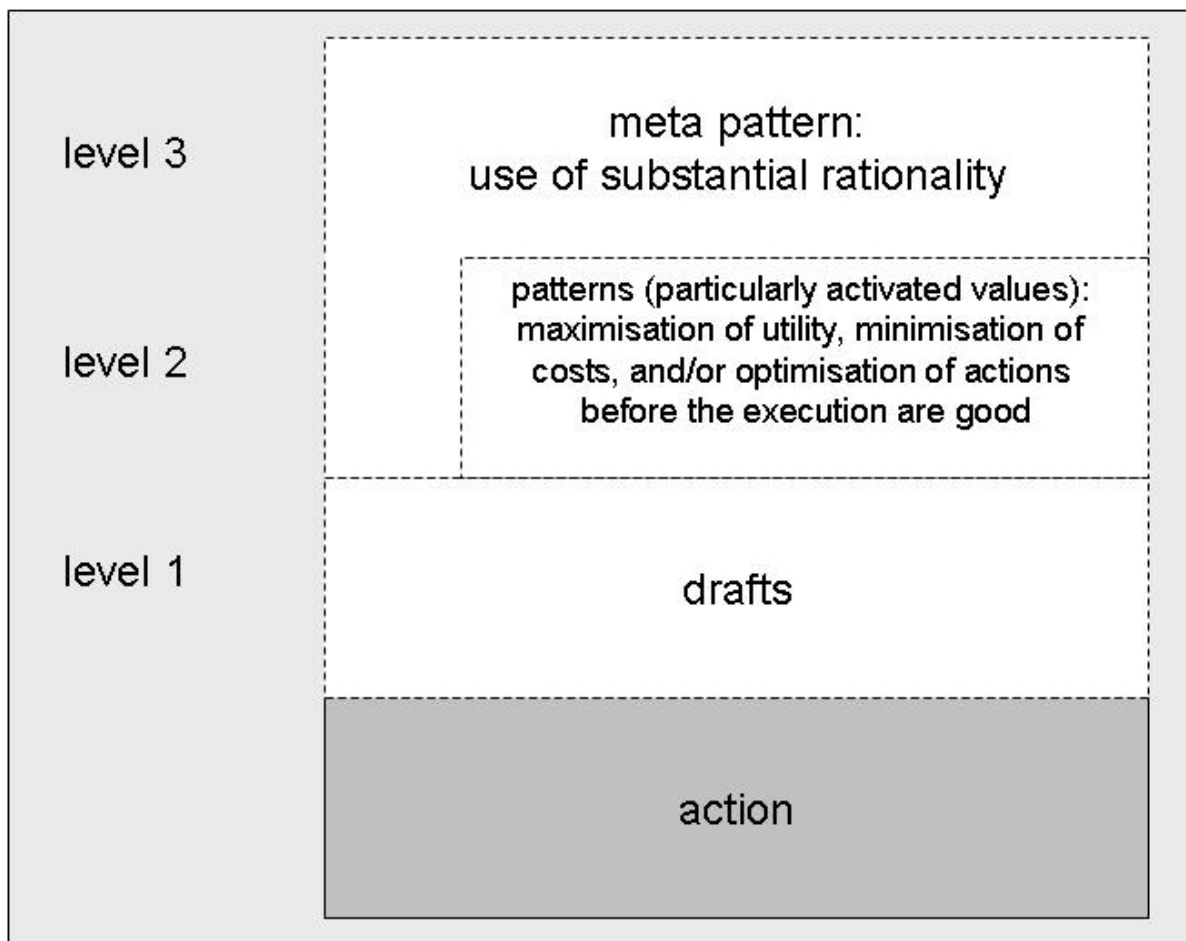 level 3
meta pattern:
use of substantial rationality
level 2
patterns (particularly activated values):
maximisation of utility, minimisation of
costs, and/or optimisation of actions
before the execution are good
level 1
drafts
action